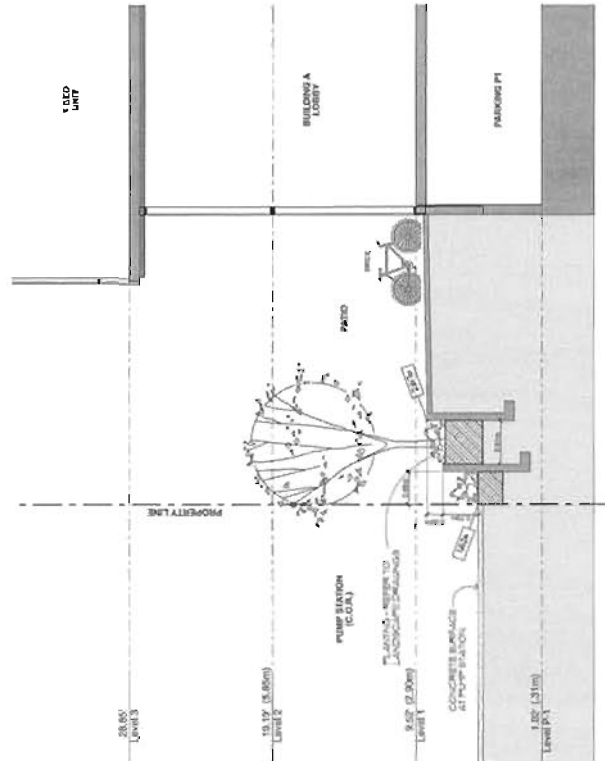 UNIT
BUILDING A
LOBBY
PARKING P1
PATIO
PROPERTY LINE
PUMP STATION
(C.O.R.)
PLANTING - REFER TO
LANDSCAPE DRAWINGS
CONCRETE SURFACE
AT PUMP STATION
28.85'
Level 3
19.19' (5.85m)
Level 2
9.52' (2.90m)
Level 1
1.02' (.31m)
Level P-1